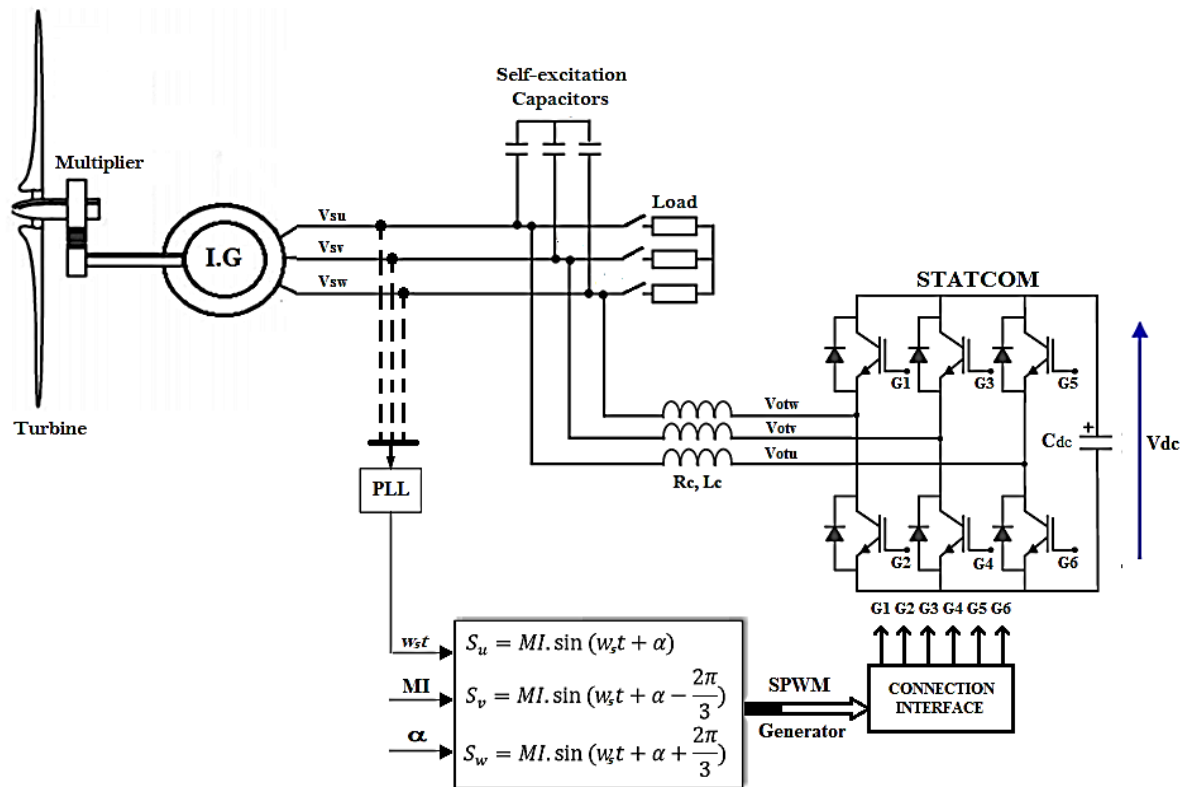 Self-excitation
Capacitors
Multiplier
Load
Vsu
I.G
Vsv
Vsw
STATCOM
G1
G3
G5
Votw
Votv
Votu
Cdc
+
Vdc
Rc, Lc
Turbine
PLL
G2
G4
G6
G1 G2 G3 G4 G5 G6
wst
MI
α
Su = MI. sin (wst + α)
Sv = MI. sin (wst + α − 2π/3)
Sw = MI. sin (wst + α + 2π/3)
SPWM
Generator
CONNECTION
INTERFACE